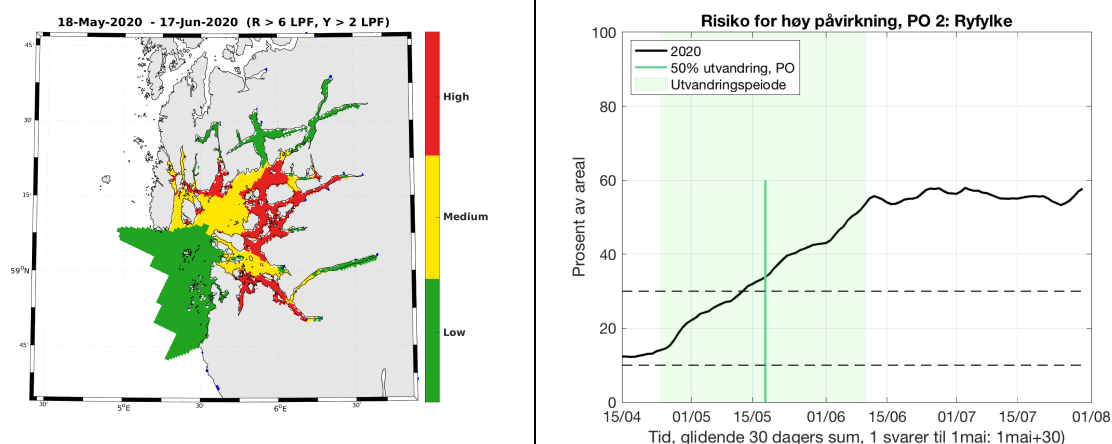 18-May-2020 - 17-Jun-2020 (R > 6 LPF, Y > 2 LPF)
45'
30'
15'
59°N
45'
30'
5°E
30'
6°E
30'
High
Medium
Low
Risiko for høy påvirkning, PO 2: Ryfylke
2020
50% utvandring, PO
Utvandringspeiode
Prosent av areal
100
80
60
40
20
0
15/04
01/05
15/05
01/06
15/06
01/07
15/07
01/08
Tid, glidende 30 dagers sum, 1 svarer til 1mai: 1mai+30)